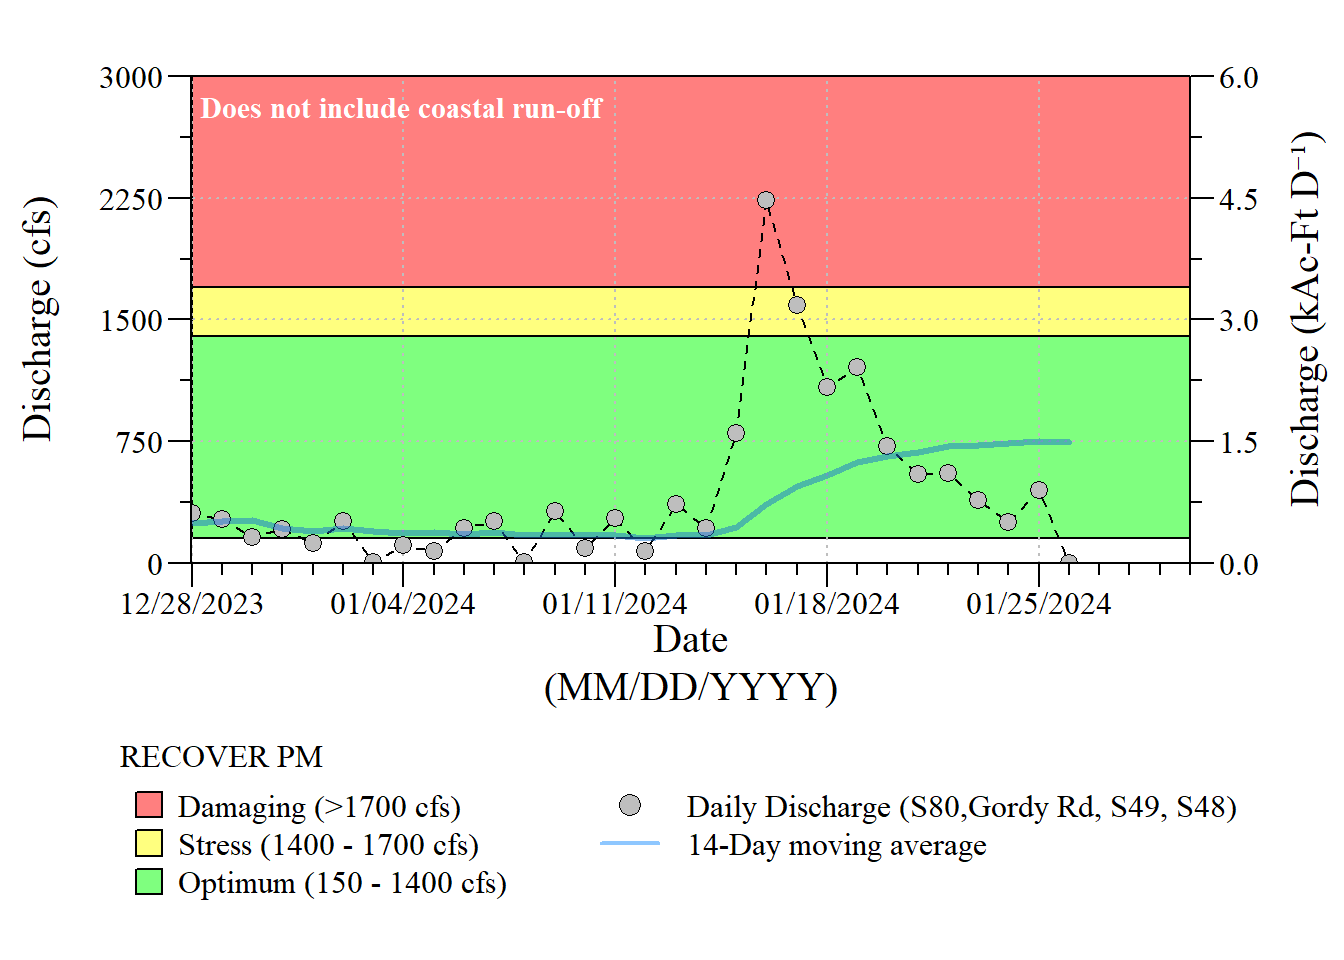 3000
2250
1500
750
0
Discharge (cfs)
Does not include coastal run-off
6.0
4.5
3.0
1.5
0.0
Discharge (kAc-Ft D⁻¹)
12/28/2023 01/04/2024 01/11/2024 01/18/2024 01/25/2024
Date
(MM/DD/YYYY)
RECOVER PM
Damaging (>1700 cfs)
Stress (1400 - 1700 cfs)
Optimum (150 - 1400 cfs)
Daily Discharge (S80,Gordy Rd, S49, S48)
14-Day moving average